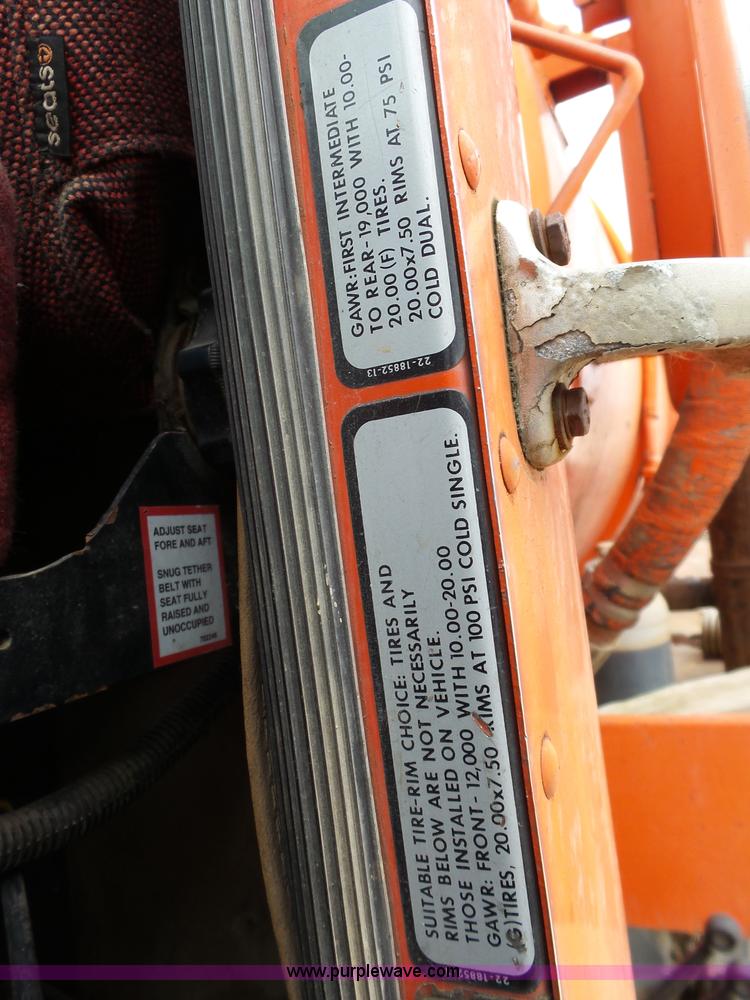 seats
GAWR:FIRST INTERMEDIATE
TO REAR-19,000 WITH 10.00-
20.00(F) TIRES.
20.00x7.50 RIMS AT 75 PSI
COLD DUAL.
22-18852-13
SUITABLE TIRE-RIM CHOICE: TIRES AND
RIMS BELOW ARE NOT NECESSARILY
THOSE INSTALLED ON VEHICLE.
GAWR: FRONT-12,000 WITH 10.00-20.00
(G)TIRES, 20.00x7.50 RIMS AT 100 PSI COLD SINGLE.
22-1885
ADJUST SEAT
FORE AND AFT
SNUG TETHER
BELT WITH
SEAT FULLY
RAISED AND
UNOCCUPIED
www.purplewave.com